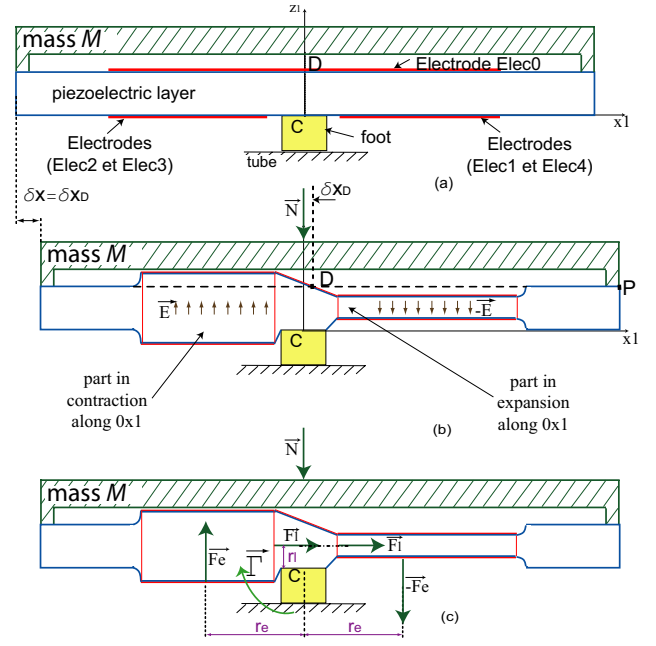 z1
mass M
D
Electrode Elec0
piezoelectric layer
x1
C
foot
Electrodes
(Elec2 et Elec3)
Electrodes
(Elec1 et Elec4)
tube
(a)
δx=δxD
δxD
N
mass M
D
P
E
-E
C
x1
part in
contraction
along 0x1
part in
expansion
along 0x1
(b)
N
mass M
Fe
Γ
Fl
rl
Fl
C
-Fe
(c)
re
re